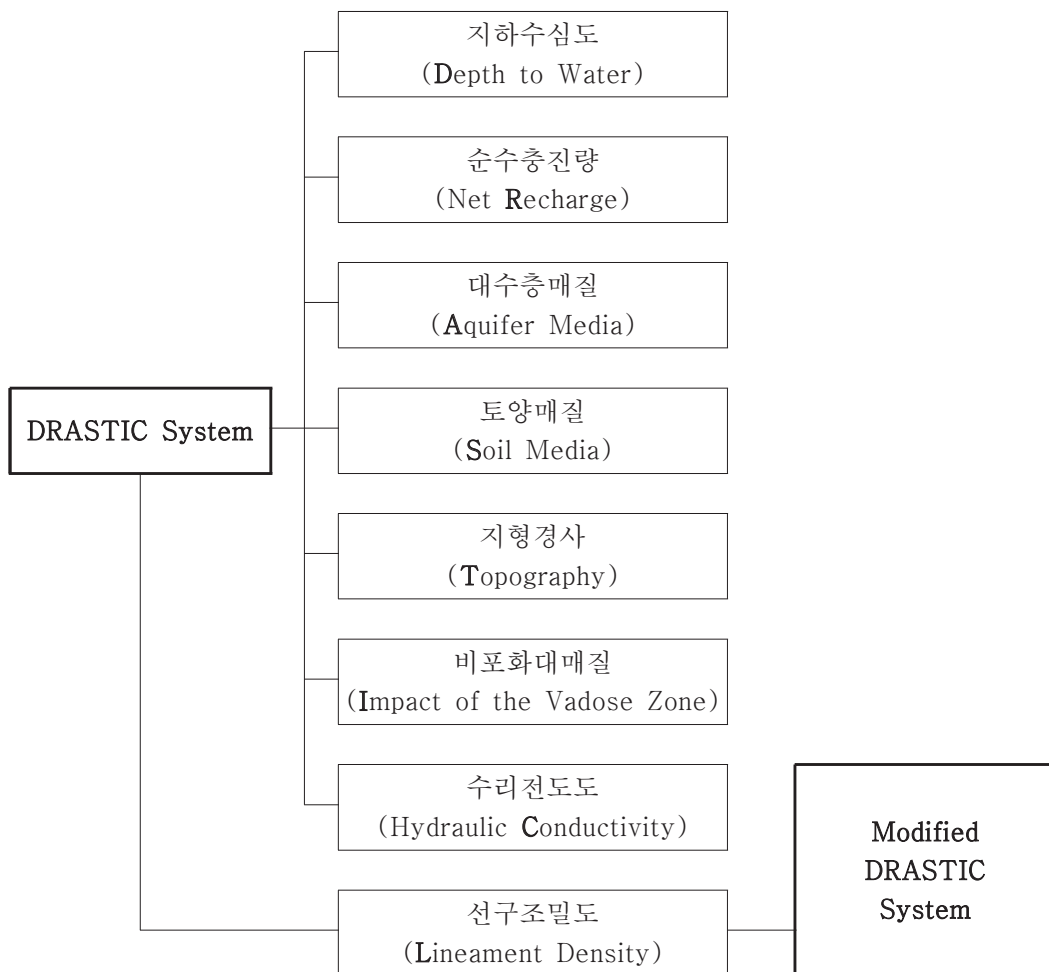 지하수심도
(Depth to Water)
순수충진량
(Net Recharge)
대수층매질
(Aquifer Media)
DRASTIC System
토양매질
(Soil Media)
지형경사
(Topography)
비포화대매질
(Impact of the Vadose Zone)
수리전도도
(Hydraulic Conductivity)
선구조밀도
(Lineament Density)
Modified
DRASTIC
System